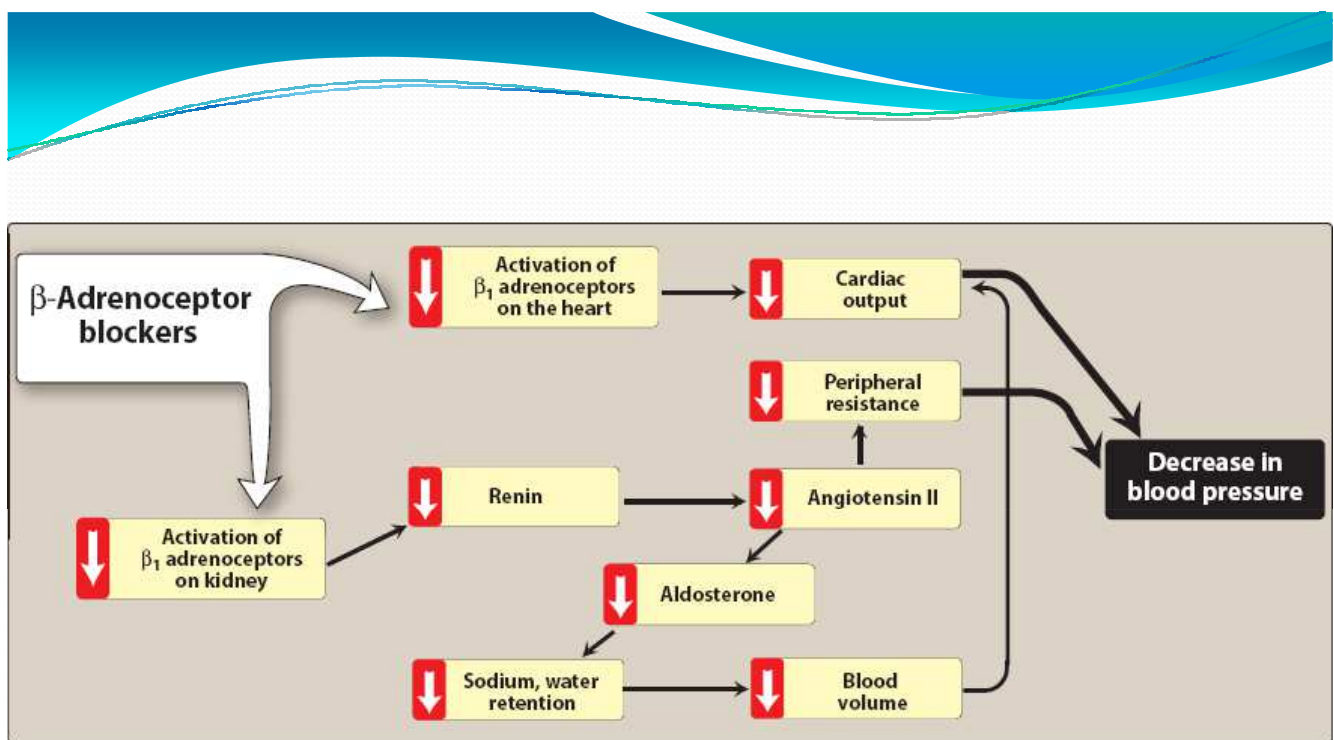 β-Adrenoceptor
blockers
Activation of
β₁ adrenoceptors
on the heart
Cardiac
output
Peripheral
resistance
Decrease in
blood pressure
Renin
Angiotensin II
Activation of
β₁ adrenoceptors
on kidney
Aldosterone
Sodium, water
retention
Blood
volume